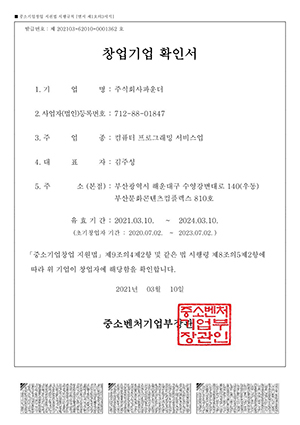 ■ 중소기업창업 지원법 시행규칙 [별지 제1호의3서식]
발급번호 : 제 202103+62010+0001362 호
창업기업 확인서
1. 기 업 명 : 주식회사파운더
2. 사업자(법인)등록번호 : 712-88-01847
3. 주 업 종 : 컴퓨터 프로그래밍 서비스업
4. 대 표 자 : 김주성
5. 주 소 (본점) : 부산광역시 해운대구 수영강변대로 140(우동)
부산문화콘텐츠컴플렉스 810호
유 효 기 간 : 2021.03.10. ~ 2024.03.10.
(초기창업자 기간 : 2020.07.02. ~ 2023.07.02.)
「중소기업창업 지원법」제9조의4제2항 및 같은 법 시행령 제8조의5제2항에
따라 위 기업이 창업자에 해당함을 확인합니다.
2021년 03월 10일
중소벤처기업부장관
중소벤처
기업부
장관인